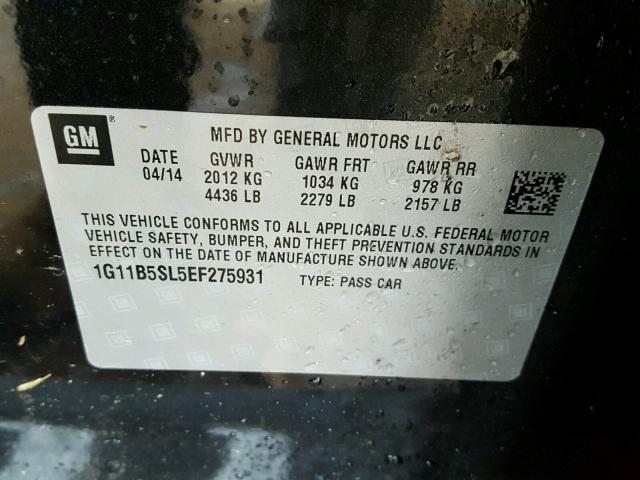 GM ®
MFD BY GENERAL MOTORS LLC
DATE GVWR GAWR FRT GAWR RR
04/14 2012 KG 1034 KG 978 KG
4436 LB 2279 LB 2157 LB
THIS VEHICLE CONFORMS TO ALL APPLICABLE U.S. FEDERAL MOTOR
VEHICLE SAFETY, BUMPER, AND THEFT PREVENTION STANDARDS IN
EFFECT ON THE DATE OF MANUFACTURE SHOWN ABOVE.
1G11B5SL5EF275931 TYPE: PASS CAR